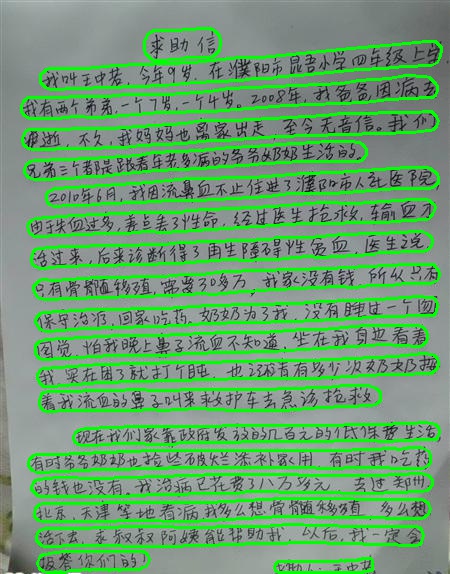 求助信
我叫王中若,今年9岁,在濮阳市昆吾小学四年级上学
我有两个弟弟,一个7岁,一个4岁。2008年,我爸爸因病去
逝,不久,我妈妈也离家出走,至今无音信。我们
兄弟三个都是跟着年老多病的爷爷奶奶生活的。
2010年6月,我因流鼻血不止住进了濮阳市人民医院,
由于失血过多,差点丢了性命,经过医生抢救,输血才
活过来,后来诊断得了再生障碍性贫血,医生说
只有骨髓移植,需要30多万,我家没有钱,所以只有
保守治疗,回家吃药,奶奶为了我,没有睡过一个囫
囵觉,怕我晚上鼻子流血不知道,坐在我身边看着
我,实在困了就打个盹,也记不清有多少次奶奶捂
着我流血的鼻子叫来救护车去急诊抢救
现在我们家靠政府发放的几百元的低保费生活,
有时爷爷奶奶也捡些破烂添补家用,有时我吃药
的钱也没有,我治病已花费了八万多元,去过郑州
北京、天津等地看病我多么想骨髓移植,多么想
活下去,求叔叔阿姨能帮助我,以后,我一定会
报答你们的!